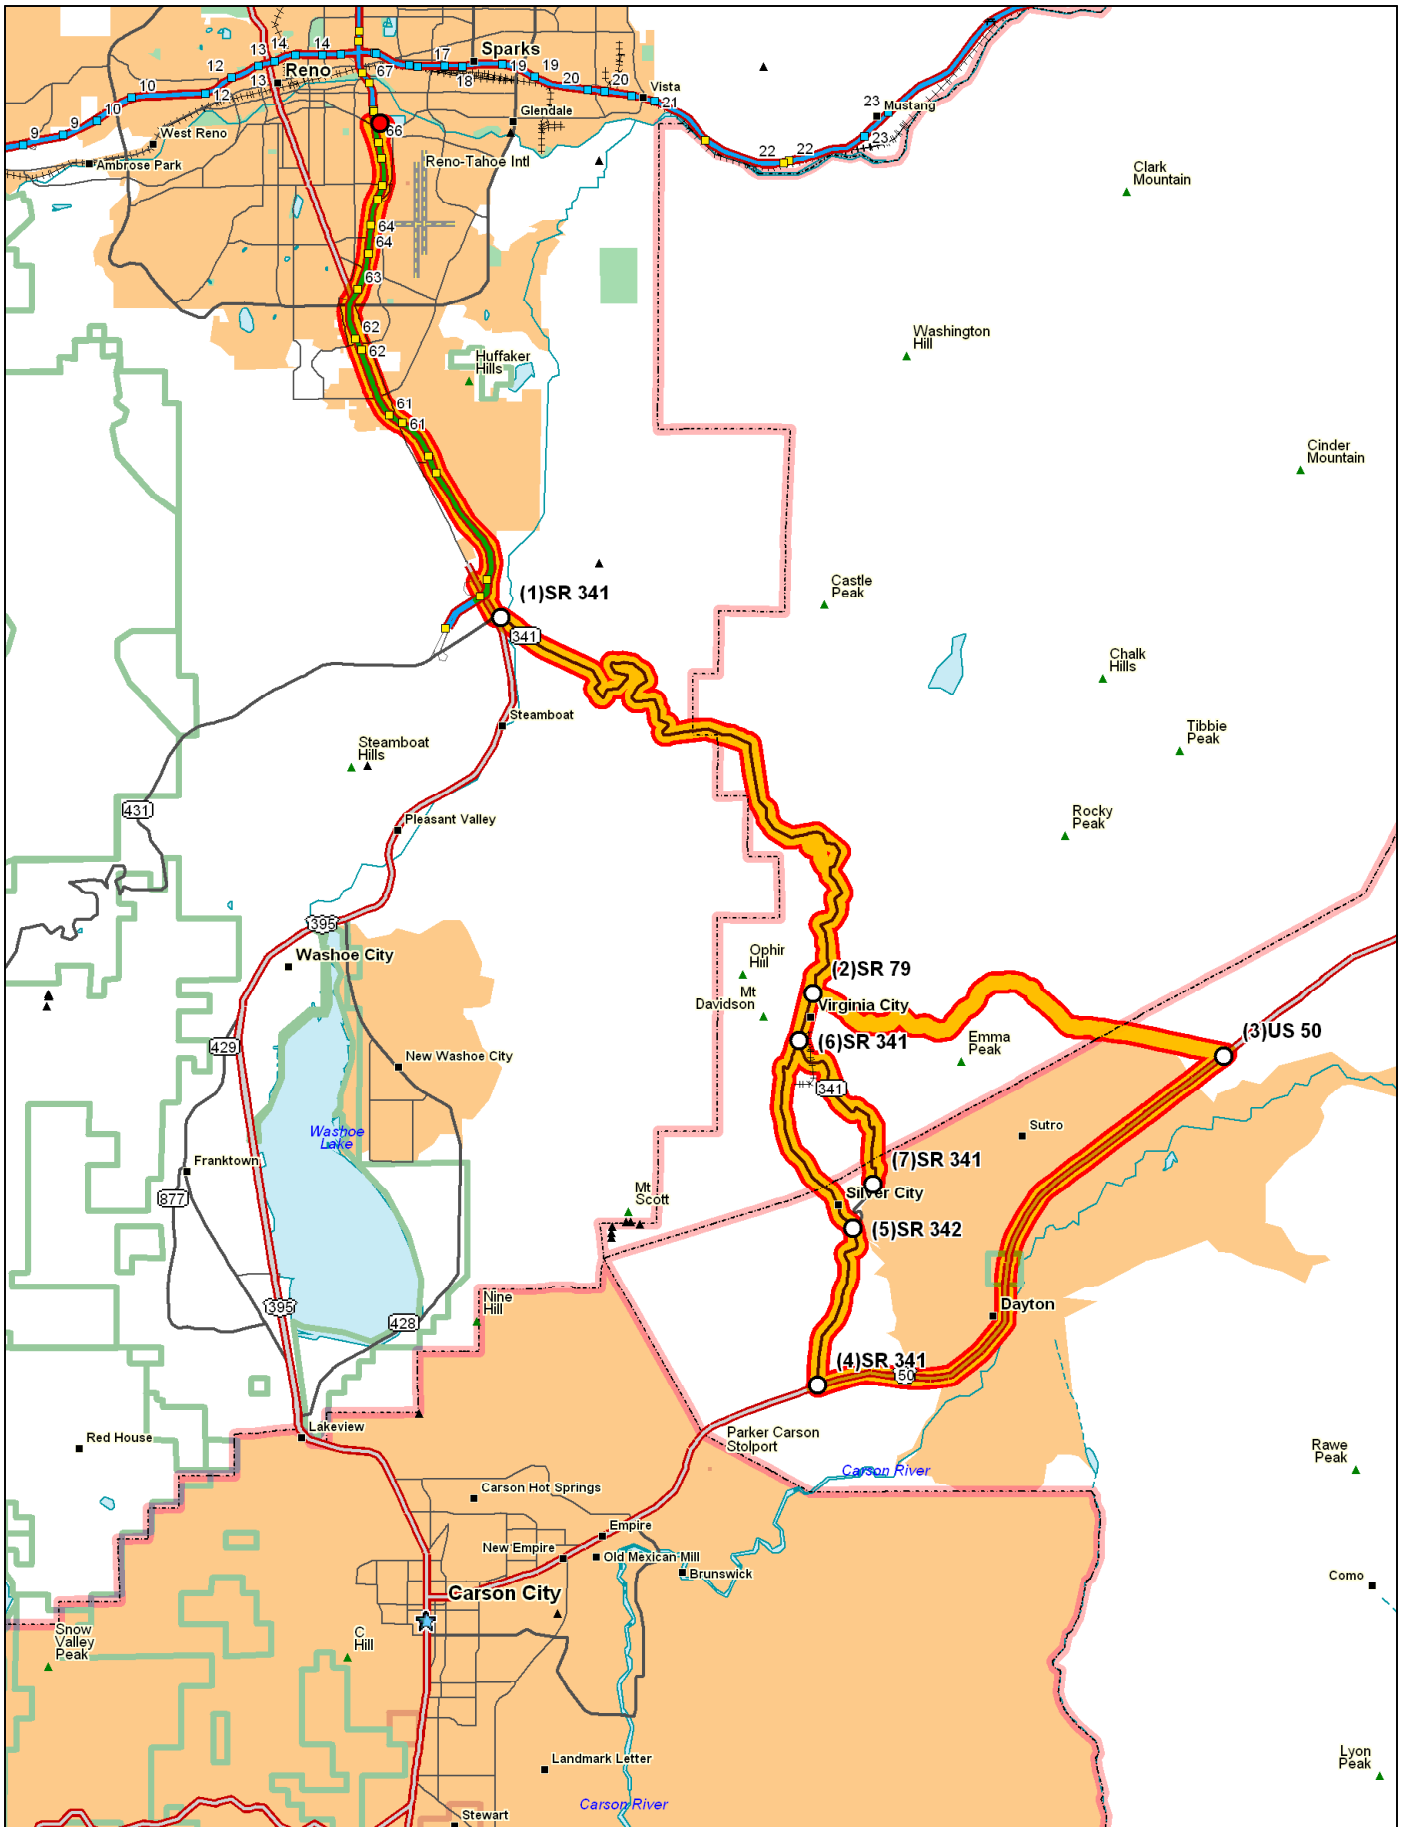 14
13
14
17
Sparks
12
Reno
67
19
19
13
18
20
20
Vista
10
12
21
23
Mustang
10
Glendale
9
9
West Reno
66
23
Ambrose Park
Reno-Tahoe Intl
22
22
Clark
Mountain
64
64
63
62
Washington
Hill
62
Huffaker
Hills
61
61
Cinder
Mountain
Castle
Peak
(1)SR 341
341
Chalk
Hills
Steamboat
Steamboat
Hills
Tibbie
Peak
431
Pleasant Valley
Rocky
Peak
395
Washoe City
Ophir
Hill
(2)SR 79
Mt
Davidson
Virginia City
(6)SR 341
Emma
Peak
(3)US 50
429
New Washoe City
341
Washoe
Lake
Sutro
Franktown
(7)SR 341
877
Mt
Scott
Silver City
(5)SR 342
395
Nine
Hill
428
Dayton
(4)SR 341
50
Lakeview
Red House
Parker Carson
Stolport
Rawe
Peak
Carson River
Carson Hot Springs
Empire
New Empire
Old Mexican Mill
Brunswick
Como
Carson City
Snow
Valley
Peak
C
Hill
Landmark Letter
Lyon
Peak
Carson River
Stewart